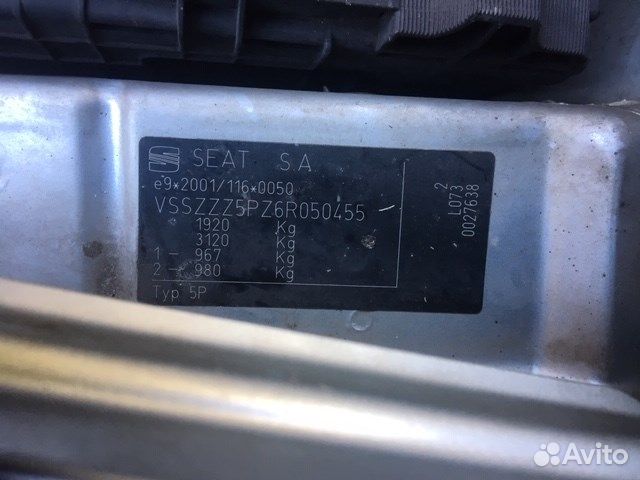 SEAT S.A
e9*2001/116*0050
VSSZZZ5PZ6R050455
1920 Kg
3120 Kg
1 - 967 Kg
2 - 980 Kg
Typ 5P
2
L073
0027638
Avito